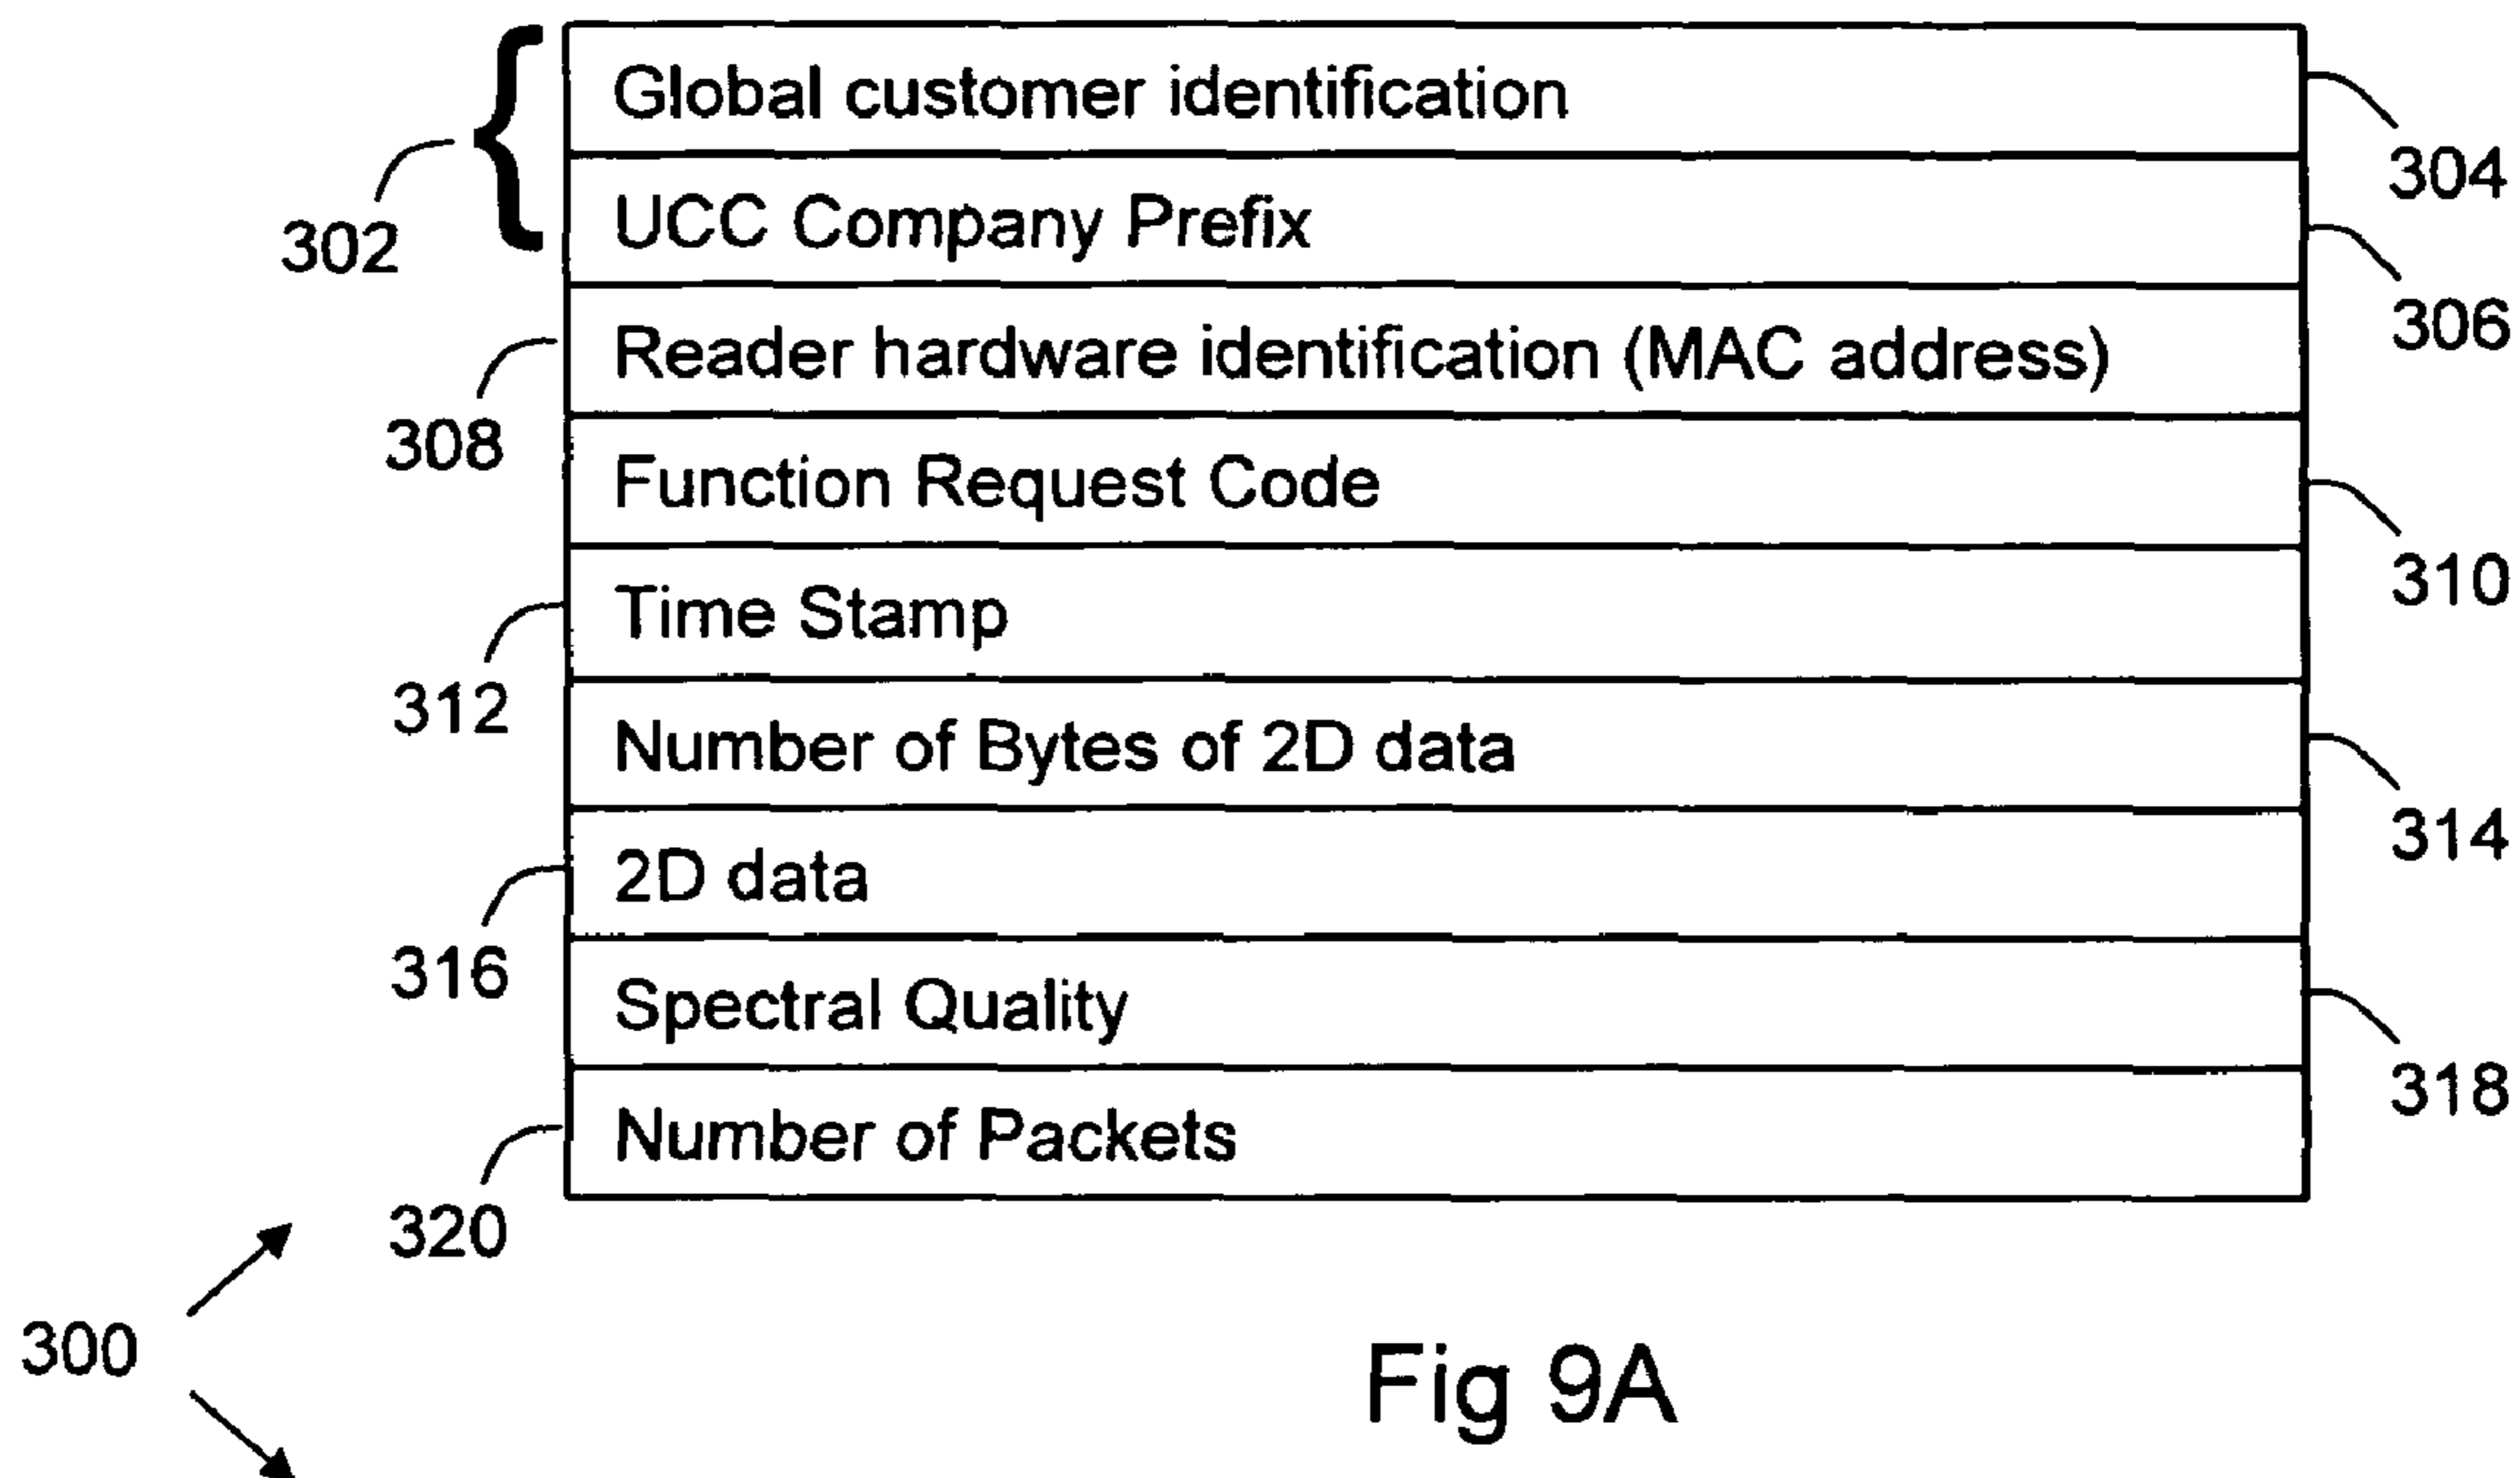 Global customer identification
304
302
UCC Company Prefix
306
Reader hardware identification (MAC address)
308
Function Request Code
310
Time Stamp
312
Number of Bytes of 2D data
314
2D data
316
Spectral Quality
318
Number of Packets
320
300
Fig 9A